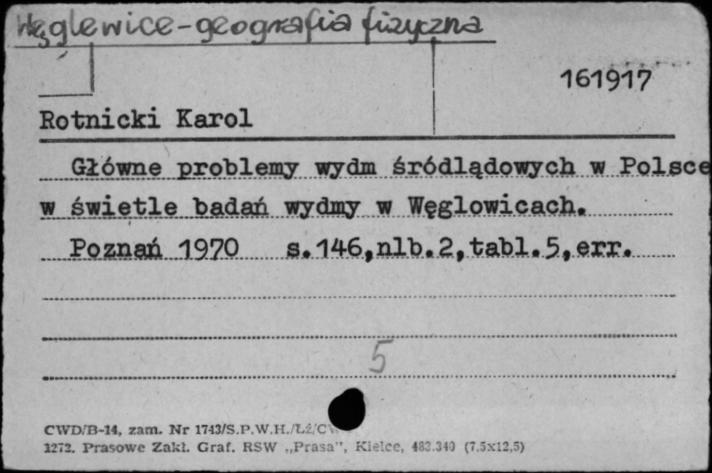 Węglewice-geografia fizyczna
161917
Rotnicki Karol
Główne problemy wydm śródlądowych w Polsce
w świetle badań wydmy w Węglowicach.
Poznań 1970 s.146,nlb.2,tabl.5,err.
5
CWD/B-14, zam. Nr 1743/S.P.W.H./Łź/CW
1272. Prasowe Zakł. Graf. RSW „Prasa", Kielce, 483.340 (7,5x12,5)